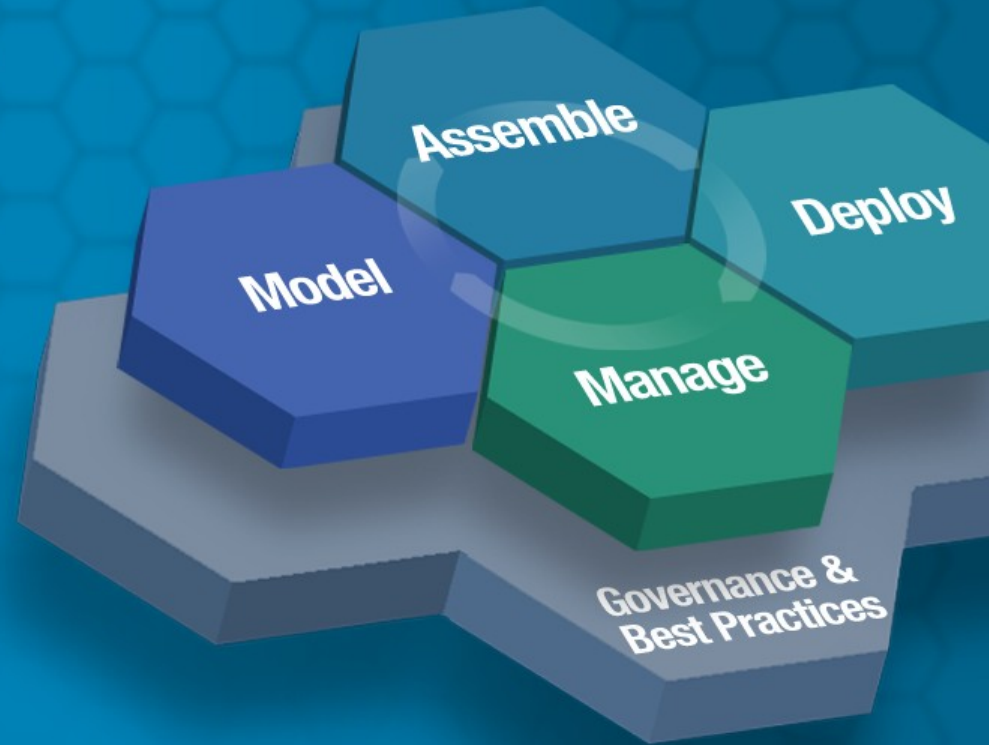 Assemble
Deploy
Model
Manage
Governance &
Best Practices